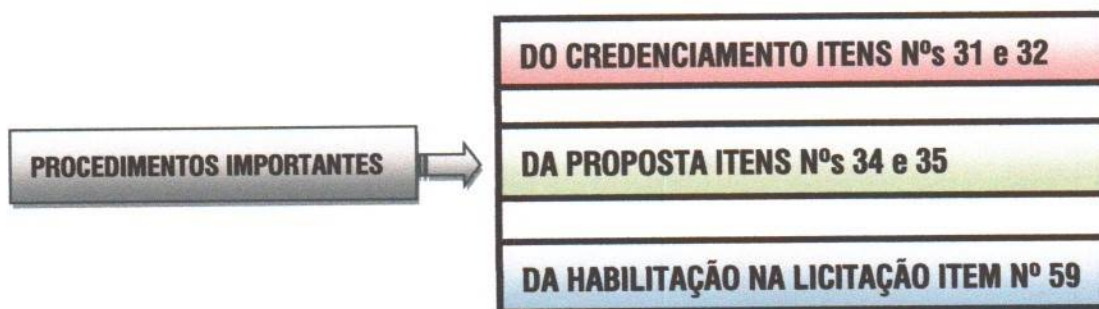 PROCEDIMENTOS IMPORTANTES
DO CREDENCIAMENTO ITENS Nºs 31 e 32
DA PROPOSTA ITENS Nºs 34 e 35
DA HABILITAÇÃO NA LICITAÇÃO ITEM Nº 59